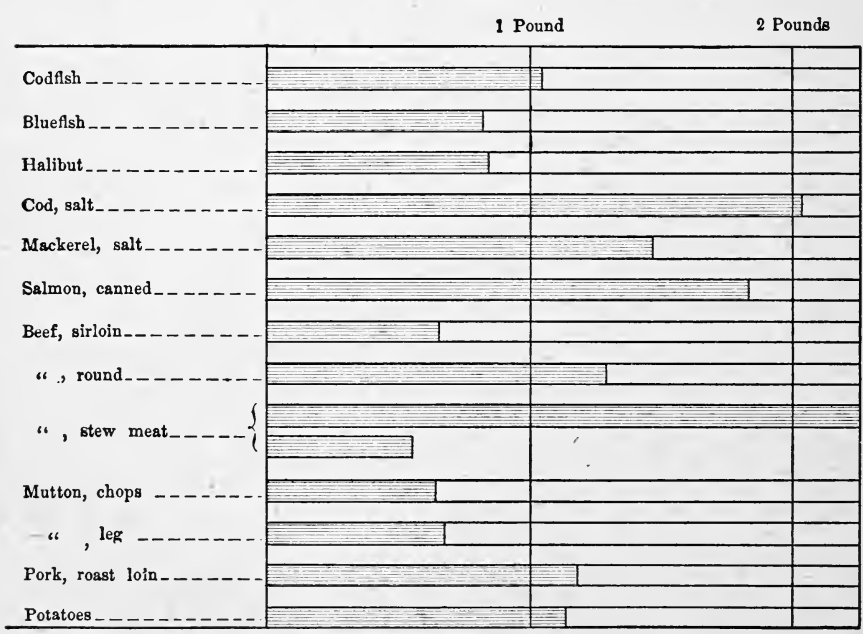 1 Pound 2 Pounds
Codfish
Bluefish
Halibut
Cod, salt
Mackerel, salt
Salmon, canned
Beef, sirloin
“ , round
“ , stew meat
Mutton, chops
“ , leg
Pork, roast loin
Potatoes